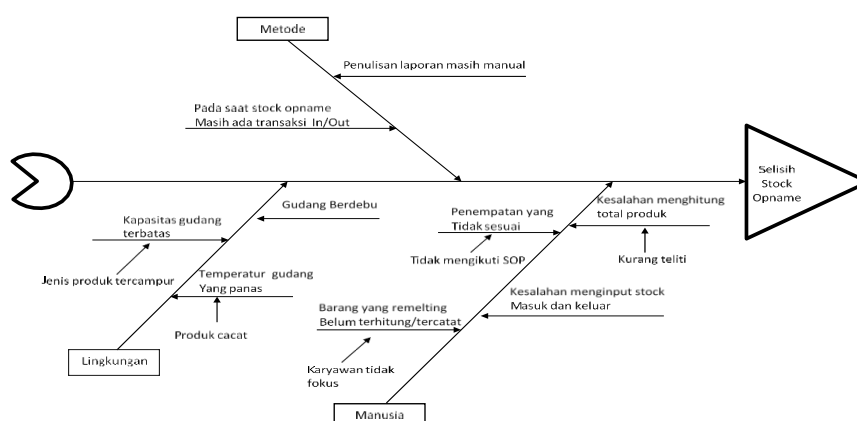 Metode
Penulisan laporan masih manual
Pada saat stock opname
Masih ada transaksi In/Out
Selisih
Stock
Opname
Gudang Berdebu
Kapasitas gudang
terbatas
Jenis produk tercampur
Temperatur gudang
Yang panas
Produk cacat
Lingkungan
Penempatan yang
Tidak sesuai
Tidak mengikuti SOP
Kesalahan menghitung
total produk
Kurang teliti
Kesalahan menginput stock
Masuk dan keluar
Barang yang remelting
Belum terhitung/tercatat
Karyawan tidak
fokus
Manusia